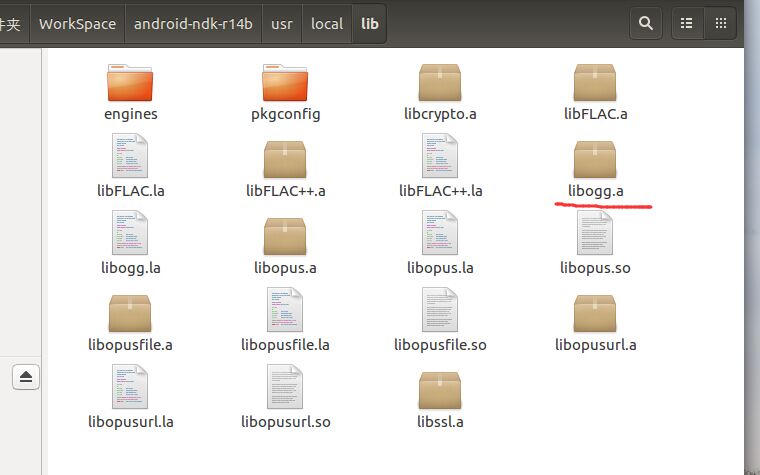 件夹 WorkSpace android-ndk-r14b usr local lib
engines pkgconfig libcrypto.a libFLAC.a
libFLAC.la libFLAC++.a libFLAC++.la libogg.a
libogg.la libopus.a libopus.la libopus.so
libopusfile.a libopusfile.la libopusfile.so libopusurl.a
libopusurl.la libopusurl.so libssl.a